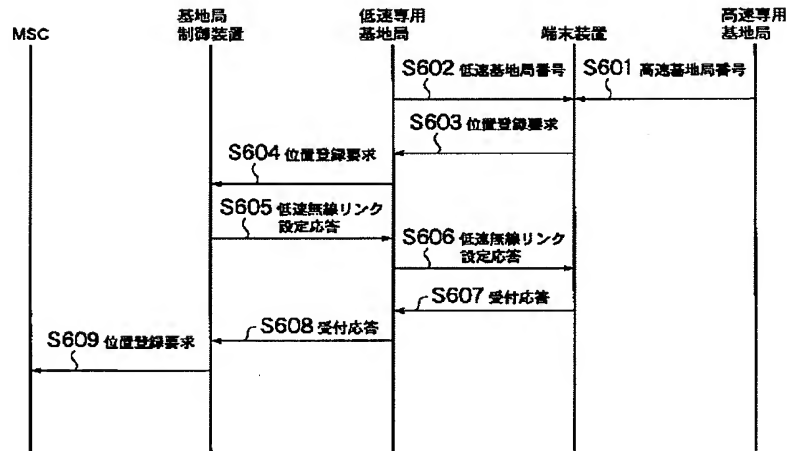 MSC
基地局
制御装置
低速専用
基地局
端末装置
高速専用
基地局
S602 低速基地局番号
S601 高速基地局番号
S603 位置登録要求
S604 位置登録要求
S605 低速無線リンク
設定応答
S606 低速無線リンク
設定応答
S607 受付応答
S608 受付応答
S609 位置登録要求